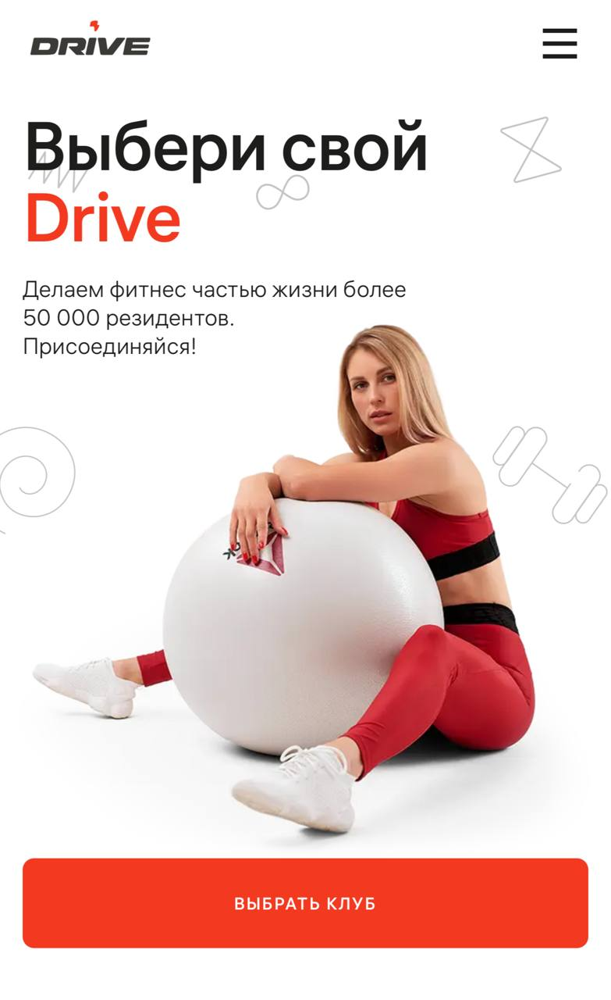 DRIVE
Выбери свой
Drive
Делаем фитнес частью жизни более
50 000 резидентов.
Присоединяйся!
ВЫБРАТЬ КЛУБ